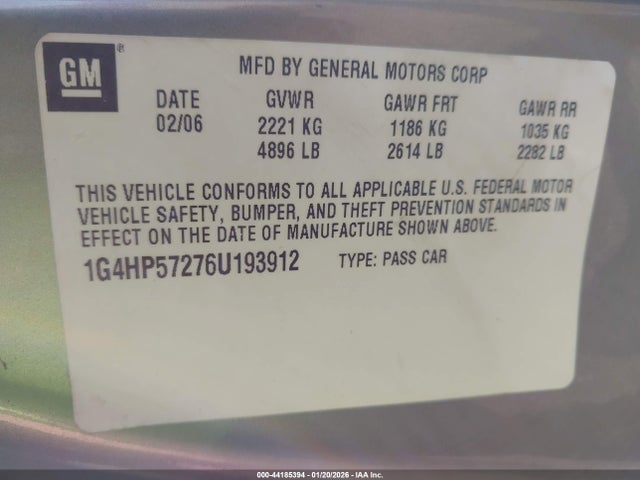 GM®
MFD BY GENERAL MOTORS CORP
DATE GVWR GAWR FRT GAWR RR
02/06 2221 KG 1186 KG 1035 KG
4896 LB 2614 LB 2282 LB
THIS VEHICLE CONFORMS TO ALL APPLICABLE U.S. FEDERAL MOTOR
VEHICLE SAFETY, BUMPER, AND THEFT PREVENTION STANDARDS IN
EFFECT ON THE DATE OF MANUFACTURE SHOWN ABOVE.
1G4HP57276U193912 TYPE: PASS CAR
000-44185394 - 01/20/2026 - IAA Inc.